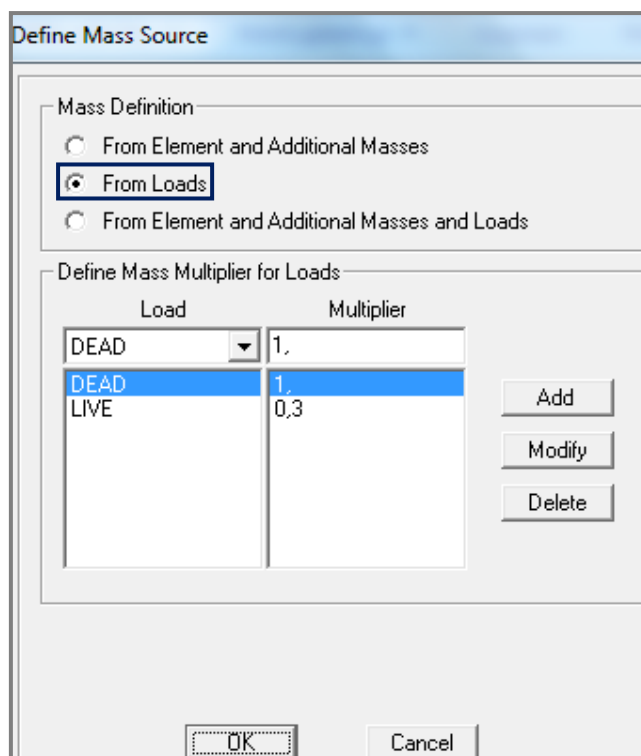 Define Mass Source
Mass Definition
From Element and Additional Masses
From Loads
From Element and Additional Masses and Loads
Define Mass Multiplier for Loads
Load Multiplier
DEAD 1,
DEAD 1,
LIVE 0,3
Add
Modify
Delete
OK Cancel